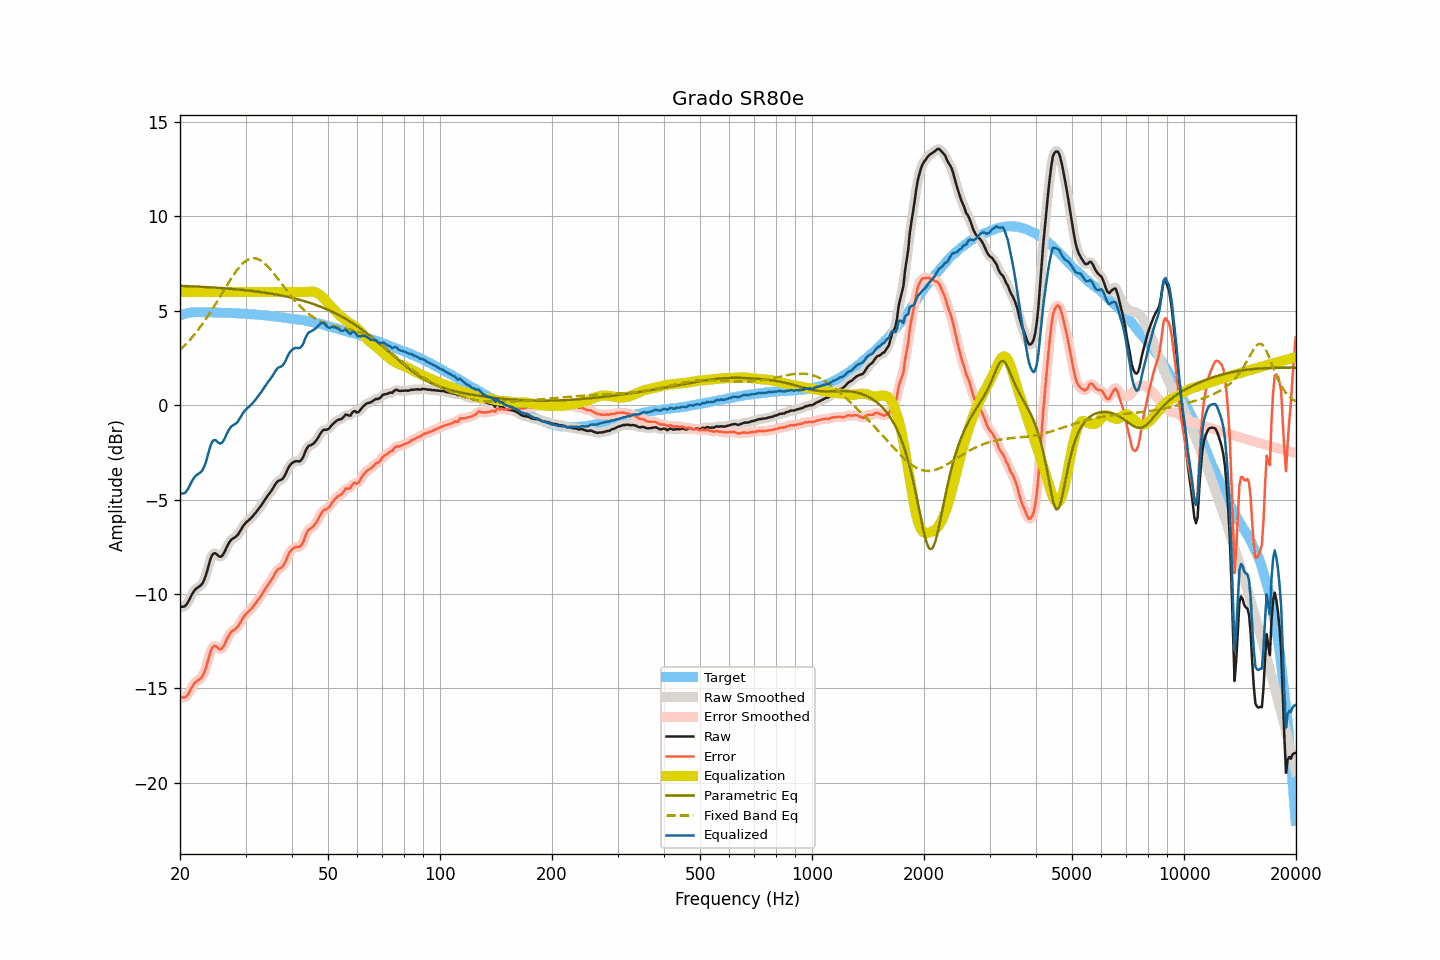 Grado SR80e
15
10
5
0
−5
−10
−15
−20
Amplitude (dBr)
Target
Raw Smoothed
Error Smoothed
Raw
Error
Equalization
Parametric Eq
Fixed Band Eq
Equalized
20 50 100 200 500 1000 2000 5000 10000 20000
Frequency (Hz)